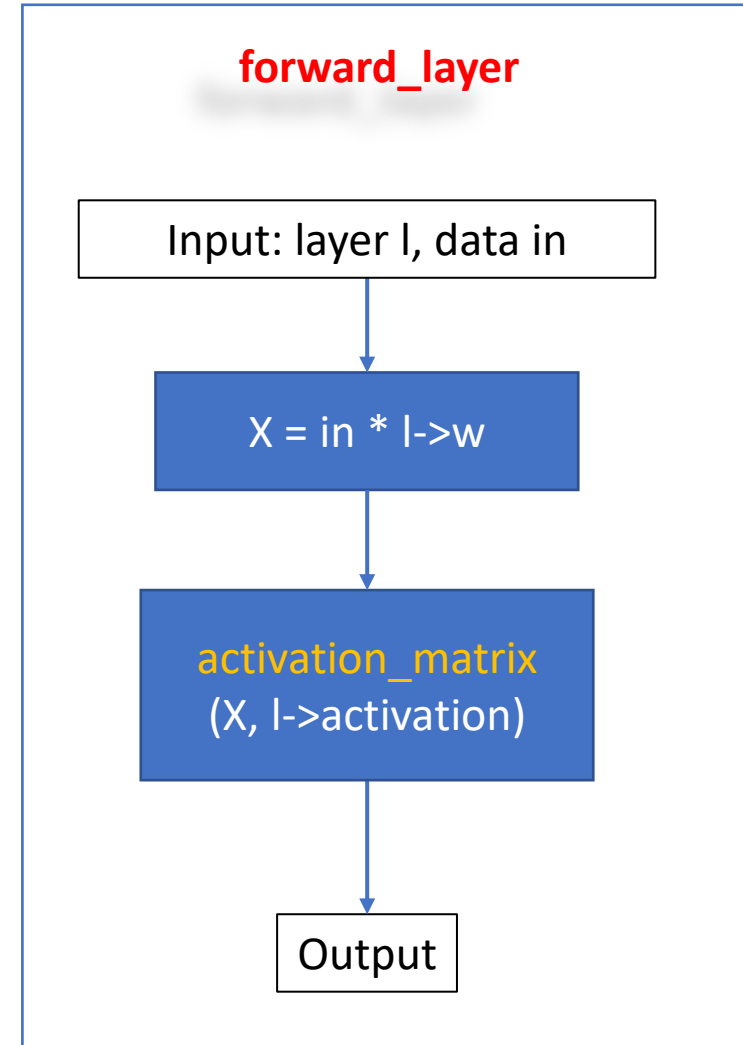 forward_layer
Input: layer l, data in
X = in * l->w
activation_matrix
(X, l->activation)
Output